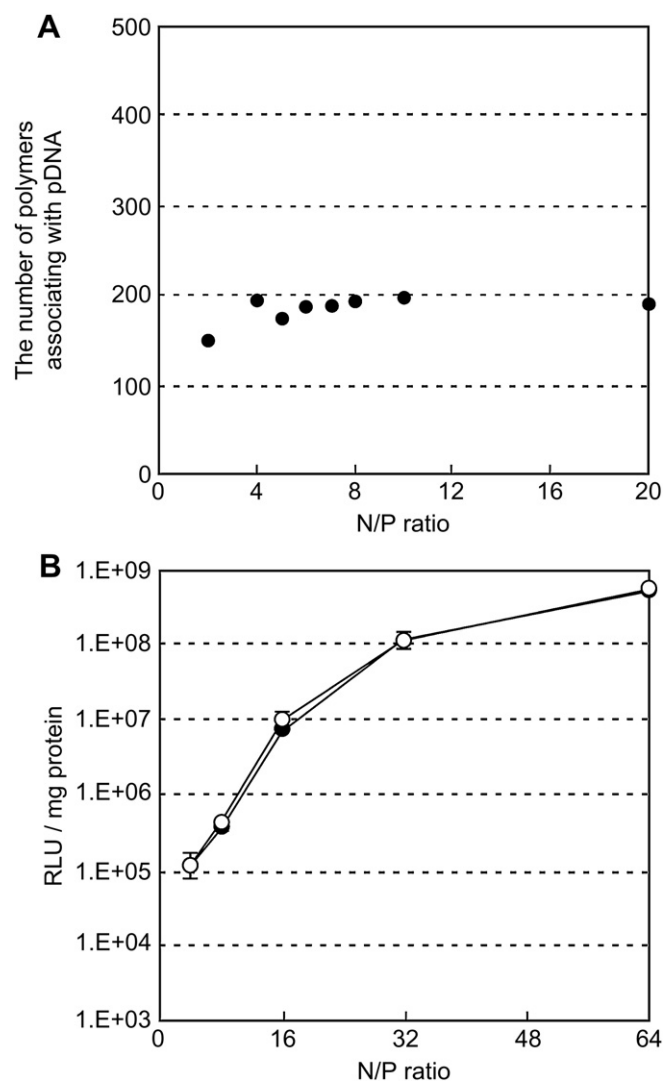 A
The number of polymers
associating with pDNA
500
400
300
200
100
0
0 4 8 12 16 20
N/P ratio
B
RLU / mg protein
1.E+09
1.E+08
1.E+07
1.E+06
1.E+05
1.E+04
1.E+03
0 16 32 48 64
N/P ratio